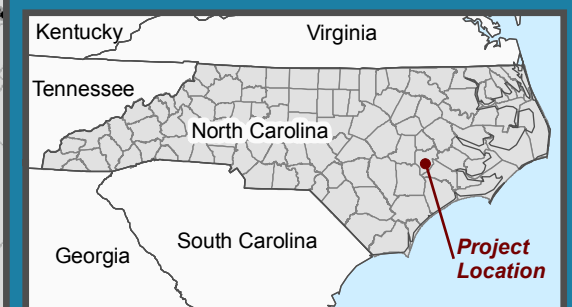 Kentucky
Virginia
Tennessee
North Carolina
Georgia
South Carolina
Project
Location